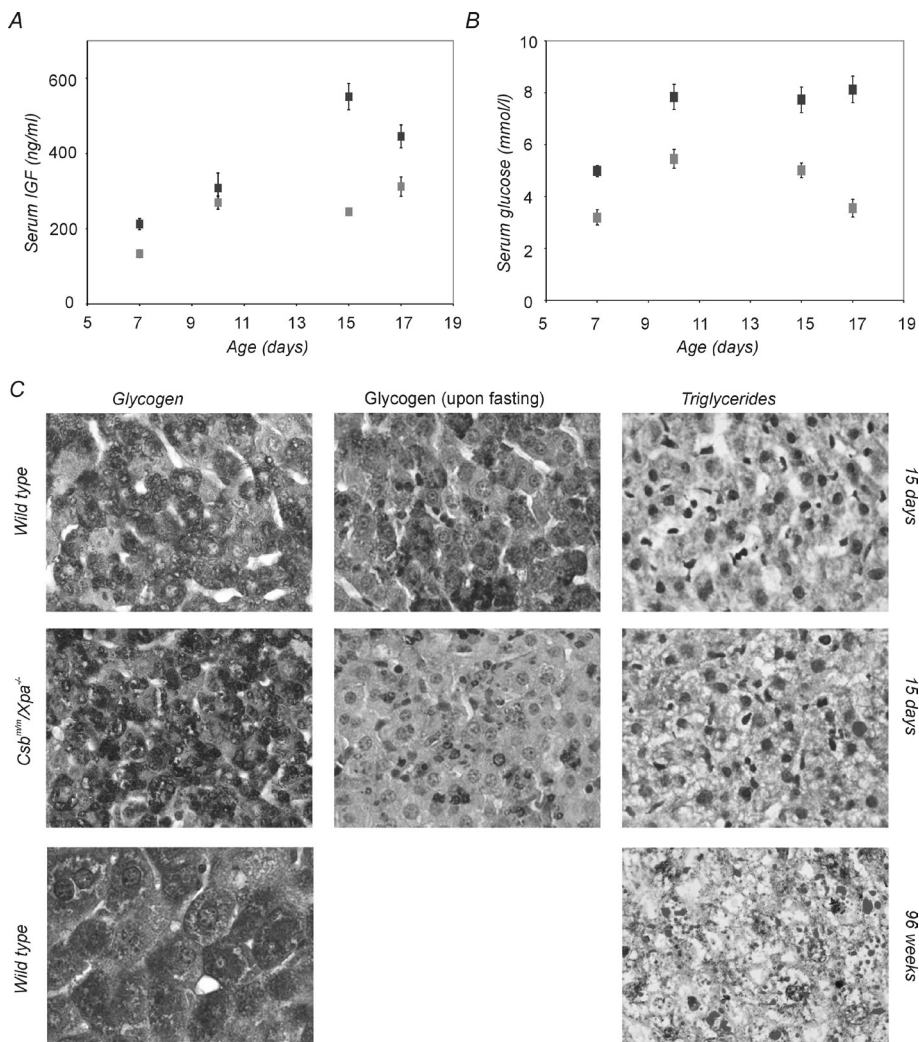 A
Serum IGF (ng/ml)
600
400
200
0
5 7 9 11 13 15 17 19
Age (days)
B
Serum glucose (mmol/l)
10
8
6
4
2
0
5 7 9 11 13 15 17 19
Age (days)
C
Glycogen Glycogen (upon fasting) Triglycerides
Wild type 15 days
Csb^m/m/Xpa^-/- 15 days
Wild type 96 weeks